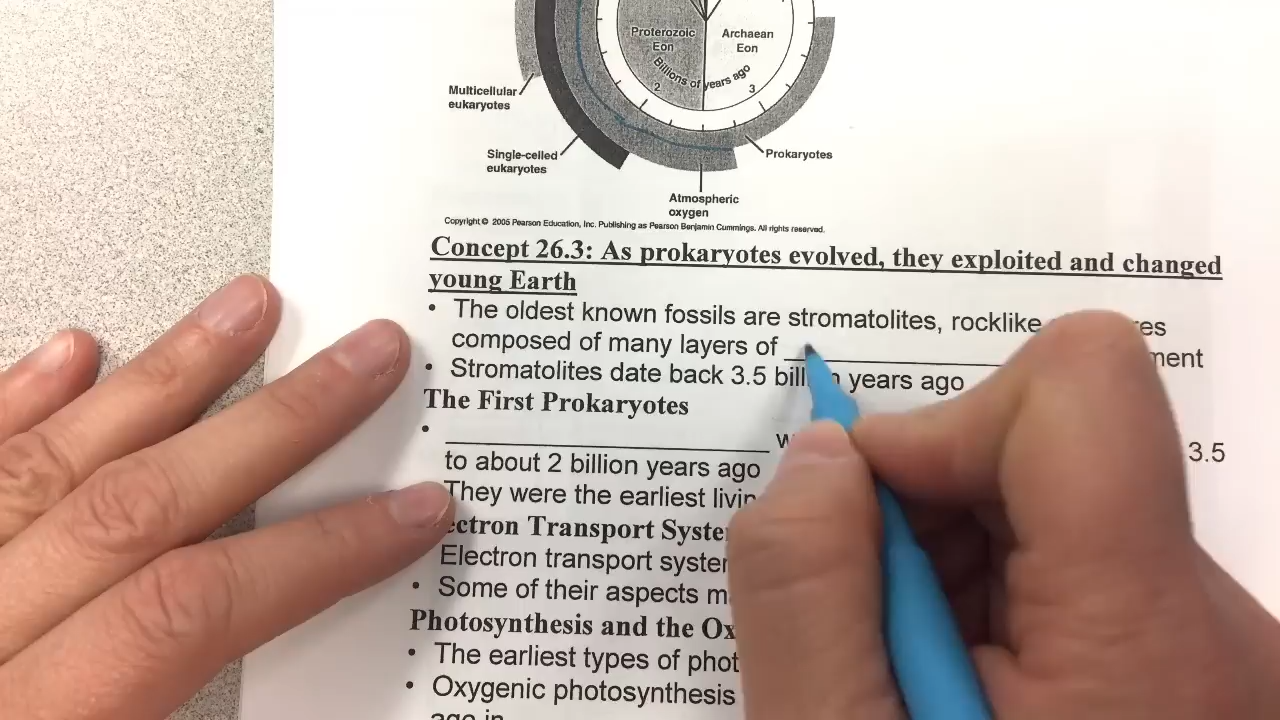 Proterozoic
Eon
Archaean
Eon
Billions of years ago
2
3
Multicellular
eukaryotes
Single-celled
eukaryotes
Prokaryotes
Atmospheric
oxygen
Copyright © 2005 Pearson Education, Inc. Publishing as Pearson Benjamin Cummings. All rights reserved.
Concept 26.3: As prokaryotes evolved, they exploited and changed
young Earth
• The oldest known fossils are stromatolites, rocklike
composed of many layers of
• Stromatolites date back 3.5 years ago
The First Prokaryotes
• 3.5
to about 2 billion years ago
They were the earliest
Transport
Electron transport
• Some of their aspects
Photosynthesis and the
• The earliest types of
• Oxygenic photosynthesis
ago in